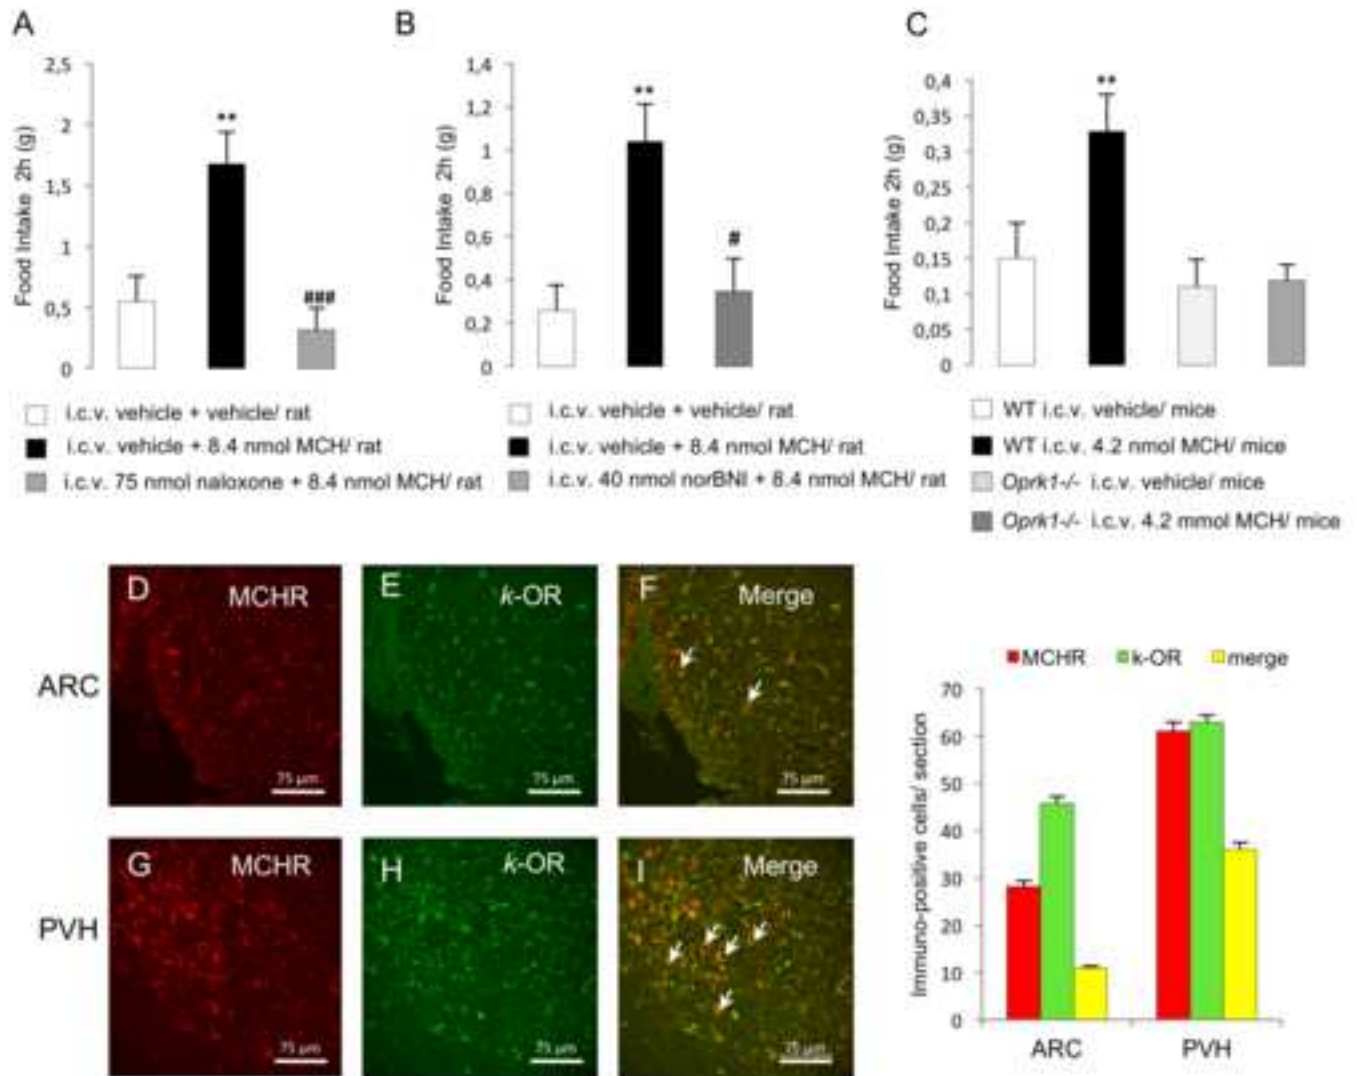 A
B
C
Food Intake 2h (g)
2,5
2
1,5
1
0,5
0
**
###
i.c.v. vehicle + vehicle/ rat
i.c.v. vehicle + 8.4 nmol MCH/ rat
i.c.v. 75 nmol naloxone + 8.4 nmol MCH/ rat
Food Intake 2h (g)
1,4
1,2
1
0,8
0,6
0,4
0,2
0
**
#
i.c.v. vehicle + vehicle/ rat
i.c.v. vehicle + 8.4 nmol MCH/ rat
i.c.v. 40 nmol norBNI + 8.4 nmol MCH/ rat
Food Intake 2h (g)
0,4
0,35
0,3
0,25
0,2
0,15
0,1
0,05
0
**
WT i.c.v. vehicle/ mice
WT i.c.v. 4.2 nmol MCH/ mice
Oprk1-/- i.c.v. vehicle/ mice
Oprk1-/- i.c.v. 4.2 mmol MCH/ mice
ARC
D
MCHR
75 µm
E
k-OR
75 µm
F
Merge
75 µm
PVH
G
MCHR
75 µm
H
k-OR
75 µm
I
Merge
75 µm
MCHR k-OR merge
Immuno-positive cells/ section
70
60
50
40
30
20
10
0
ARC PVH